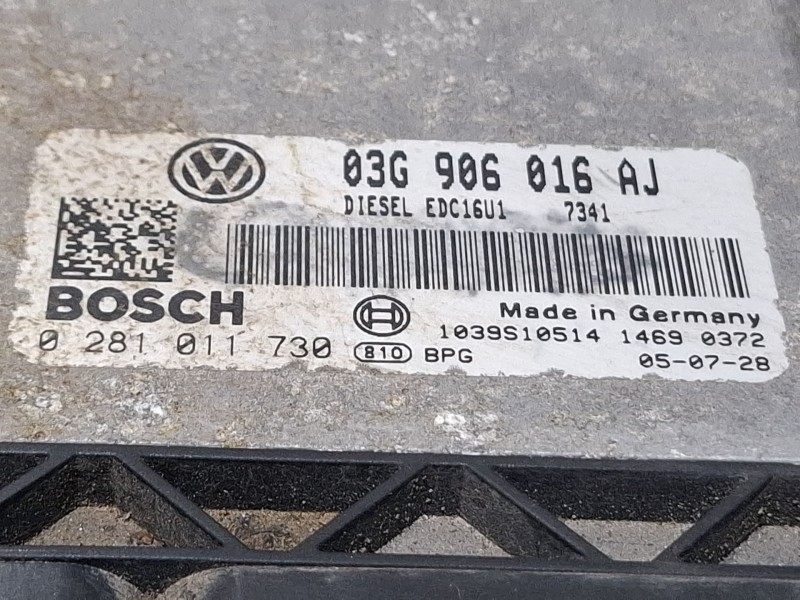 03G 906 016 AJ
DIESEL EDC16U1 7341
BOSCH
Made in Germany
0 281 011 730
1039S10514 1469 0372
810 BPG
05-07-28